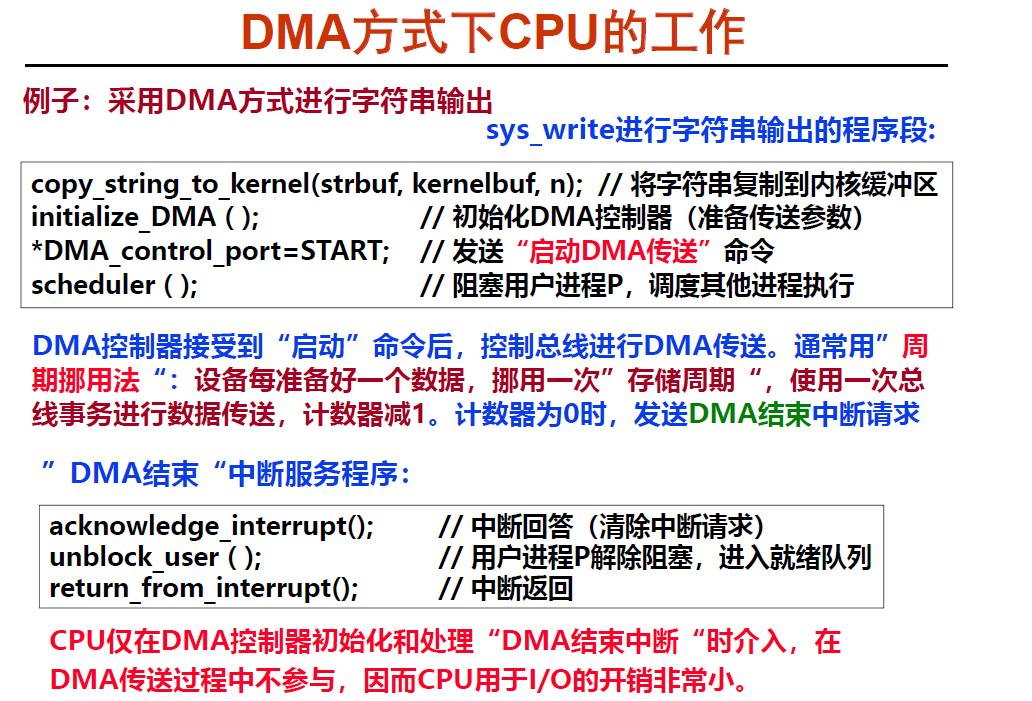 DMA方式下CPU的工作
例子：采用DMA方式进行字符串输出
sys_write进行字符串输出的程序段:
copy_string_to_kernel(strbuf, kernelbuf, n); // 将字符串复制到内核缓冲区
initialize_DMA ( ); // 初始化DMA控制器（准备传送参数）
*DMA_control_port=START; // 发送“启动DMA传送”命令
scheduler ( ); // 阻塞用户进程P，调度其他进程执行
DMA控制器接受到“启动”命令后，控制总线进行DMA传送。通常用”周
期挪用法“：设备每准备好一个数据，挪用一次”存储周期“，使用一次总
线事务进行数据传送，计数器减1。计数器为0时，发送DMA结束中断请求
”DMA结束“中断服务程序：
acknowledge_interrupt(); // 中断回答（清除中断请求）
unblock_user ( ); // 用户进程P解除阻塞，进入就绪队列
return_from_interrupt(); // 中断返回
CPU仅在DMA控制器初始化和处理“DMA结束中断“时介入，在
DMA传送过程中不参与，因而CPU用于I/O的开销非常小。